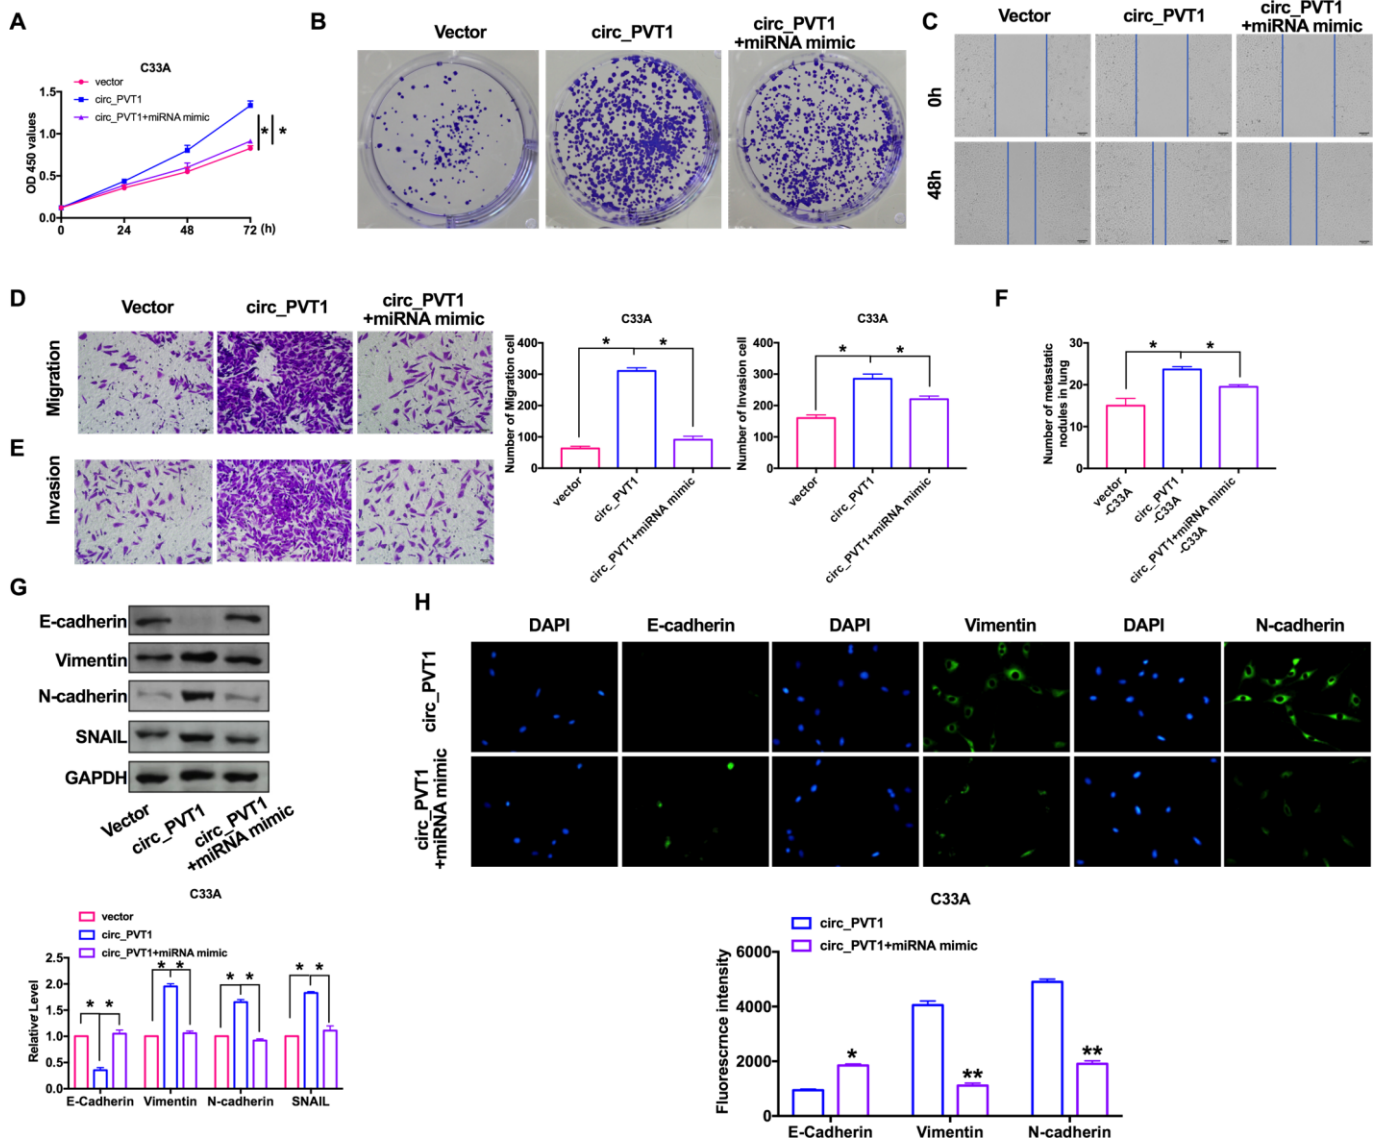 A
C33A
vector
circ_PVT1
circ_PVT1+miRNA mimic
OD 450 values
1.5
1.0
0.5
0.0
0 24 48 72 (h)
* *
B
Vector
circ_PVT1
circ_PVT1
+miRNA mimic
C
Vector
circ_PVT1
circ_PVT1
+miRNA mimic
0h
48h
D
Vector
circ_PVT1
circ_PVT1
+miRNA mimic
Migration
E
Invasion
C33A
Number of Migration cell
400
300
200
100
0
* *
vector
circ_PVT1
circ_PVT1+miRNA mimic
C33A
Number of Invasion cell
400
300
200
100
0
* *
vector
circ_PVT1
circ_PVT1+miRNA mimic
F
Number of metastatic
nodules in lung
30
20
10
0
* *
vector
-C33A
circ_PVT1
-C33A
circ_PVT1+miRNA mimic
-C33A
G
E-cadherin
Vimentin
N-cadherin
SNAIL
GAPDH
Vector
circ_PVT1
circ_PVT1
+miRNA mimic
C33A
vector
circ_PVT1
circ_PVT1+miRNA mimic
Relative Level
2.5
2.0
1.5
1.0
0.5
0.0
* * * * * * * *
E-Cadherin Vimentin N-cadherin SNAIL
H
DAPI E-cadherin DAPI Vimentin DAPI N-cadherin
circ_PVT1
circ_PVT1
+miRNA mimic
C33A
circ_PVT1
circ_PVT1+miRNA mimic
Fluorescrnce intensity
6000
4000
2000
0
* ** **
E-Cadherin Vimentin N-cadherin